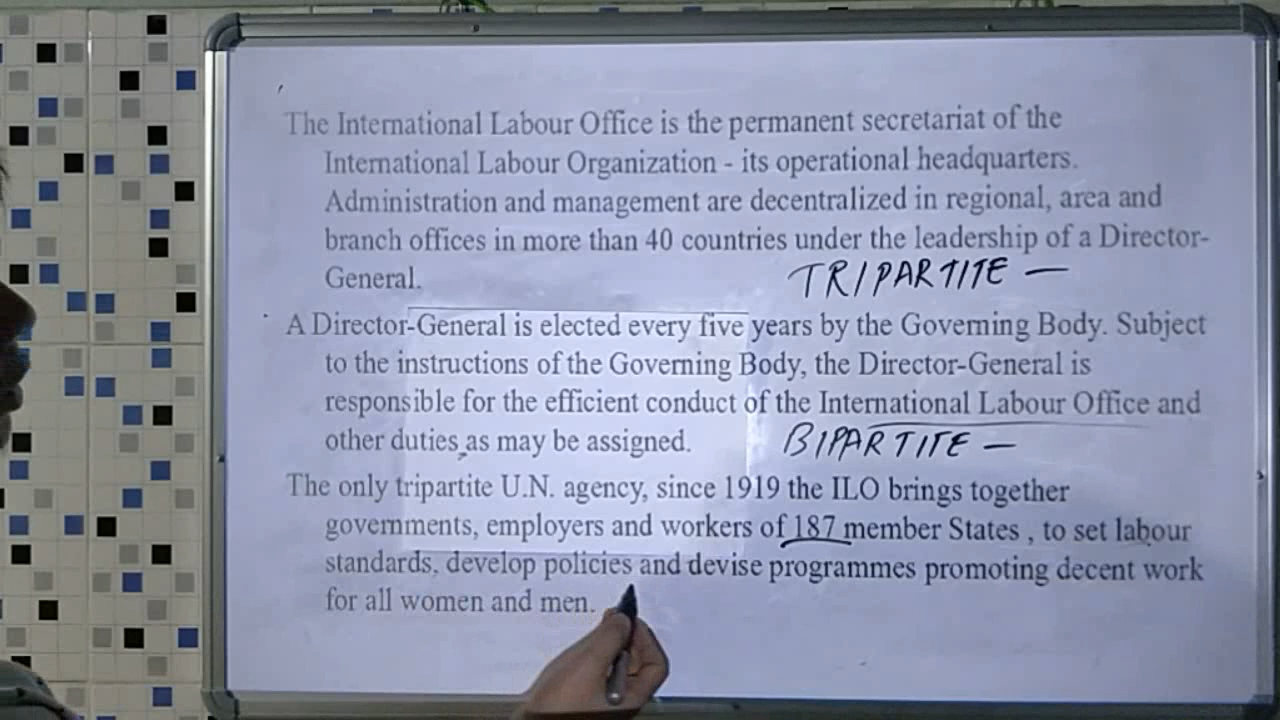 The International Labour Office is the permanent secretariat of the
International Labour Organization - its operational headquarters.
Administration and management are decentralized in regional, area and
branch offices in more than 40 countries under the leadership of a Director-
General.
TRIPARTITE —
A Director-General is elected every five years by the Governing Body. Subject
to the instructions of the Governing Body, the Director-General is
responsible for the efficient conduct of the International Labour Office and
other duties as may be assigned.
BIPARTITE —
The only tripartite U.N. agency, since 1919 the ILO brings together
governments, employers and workers of 187 member States , to set labour
standards, develop policies and devise programmes promoting decent work
for all women and men.